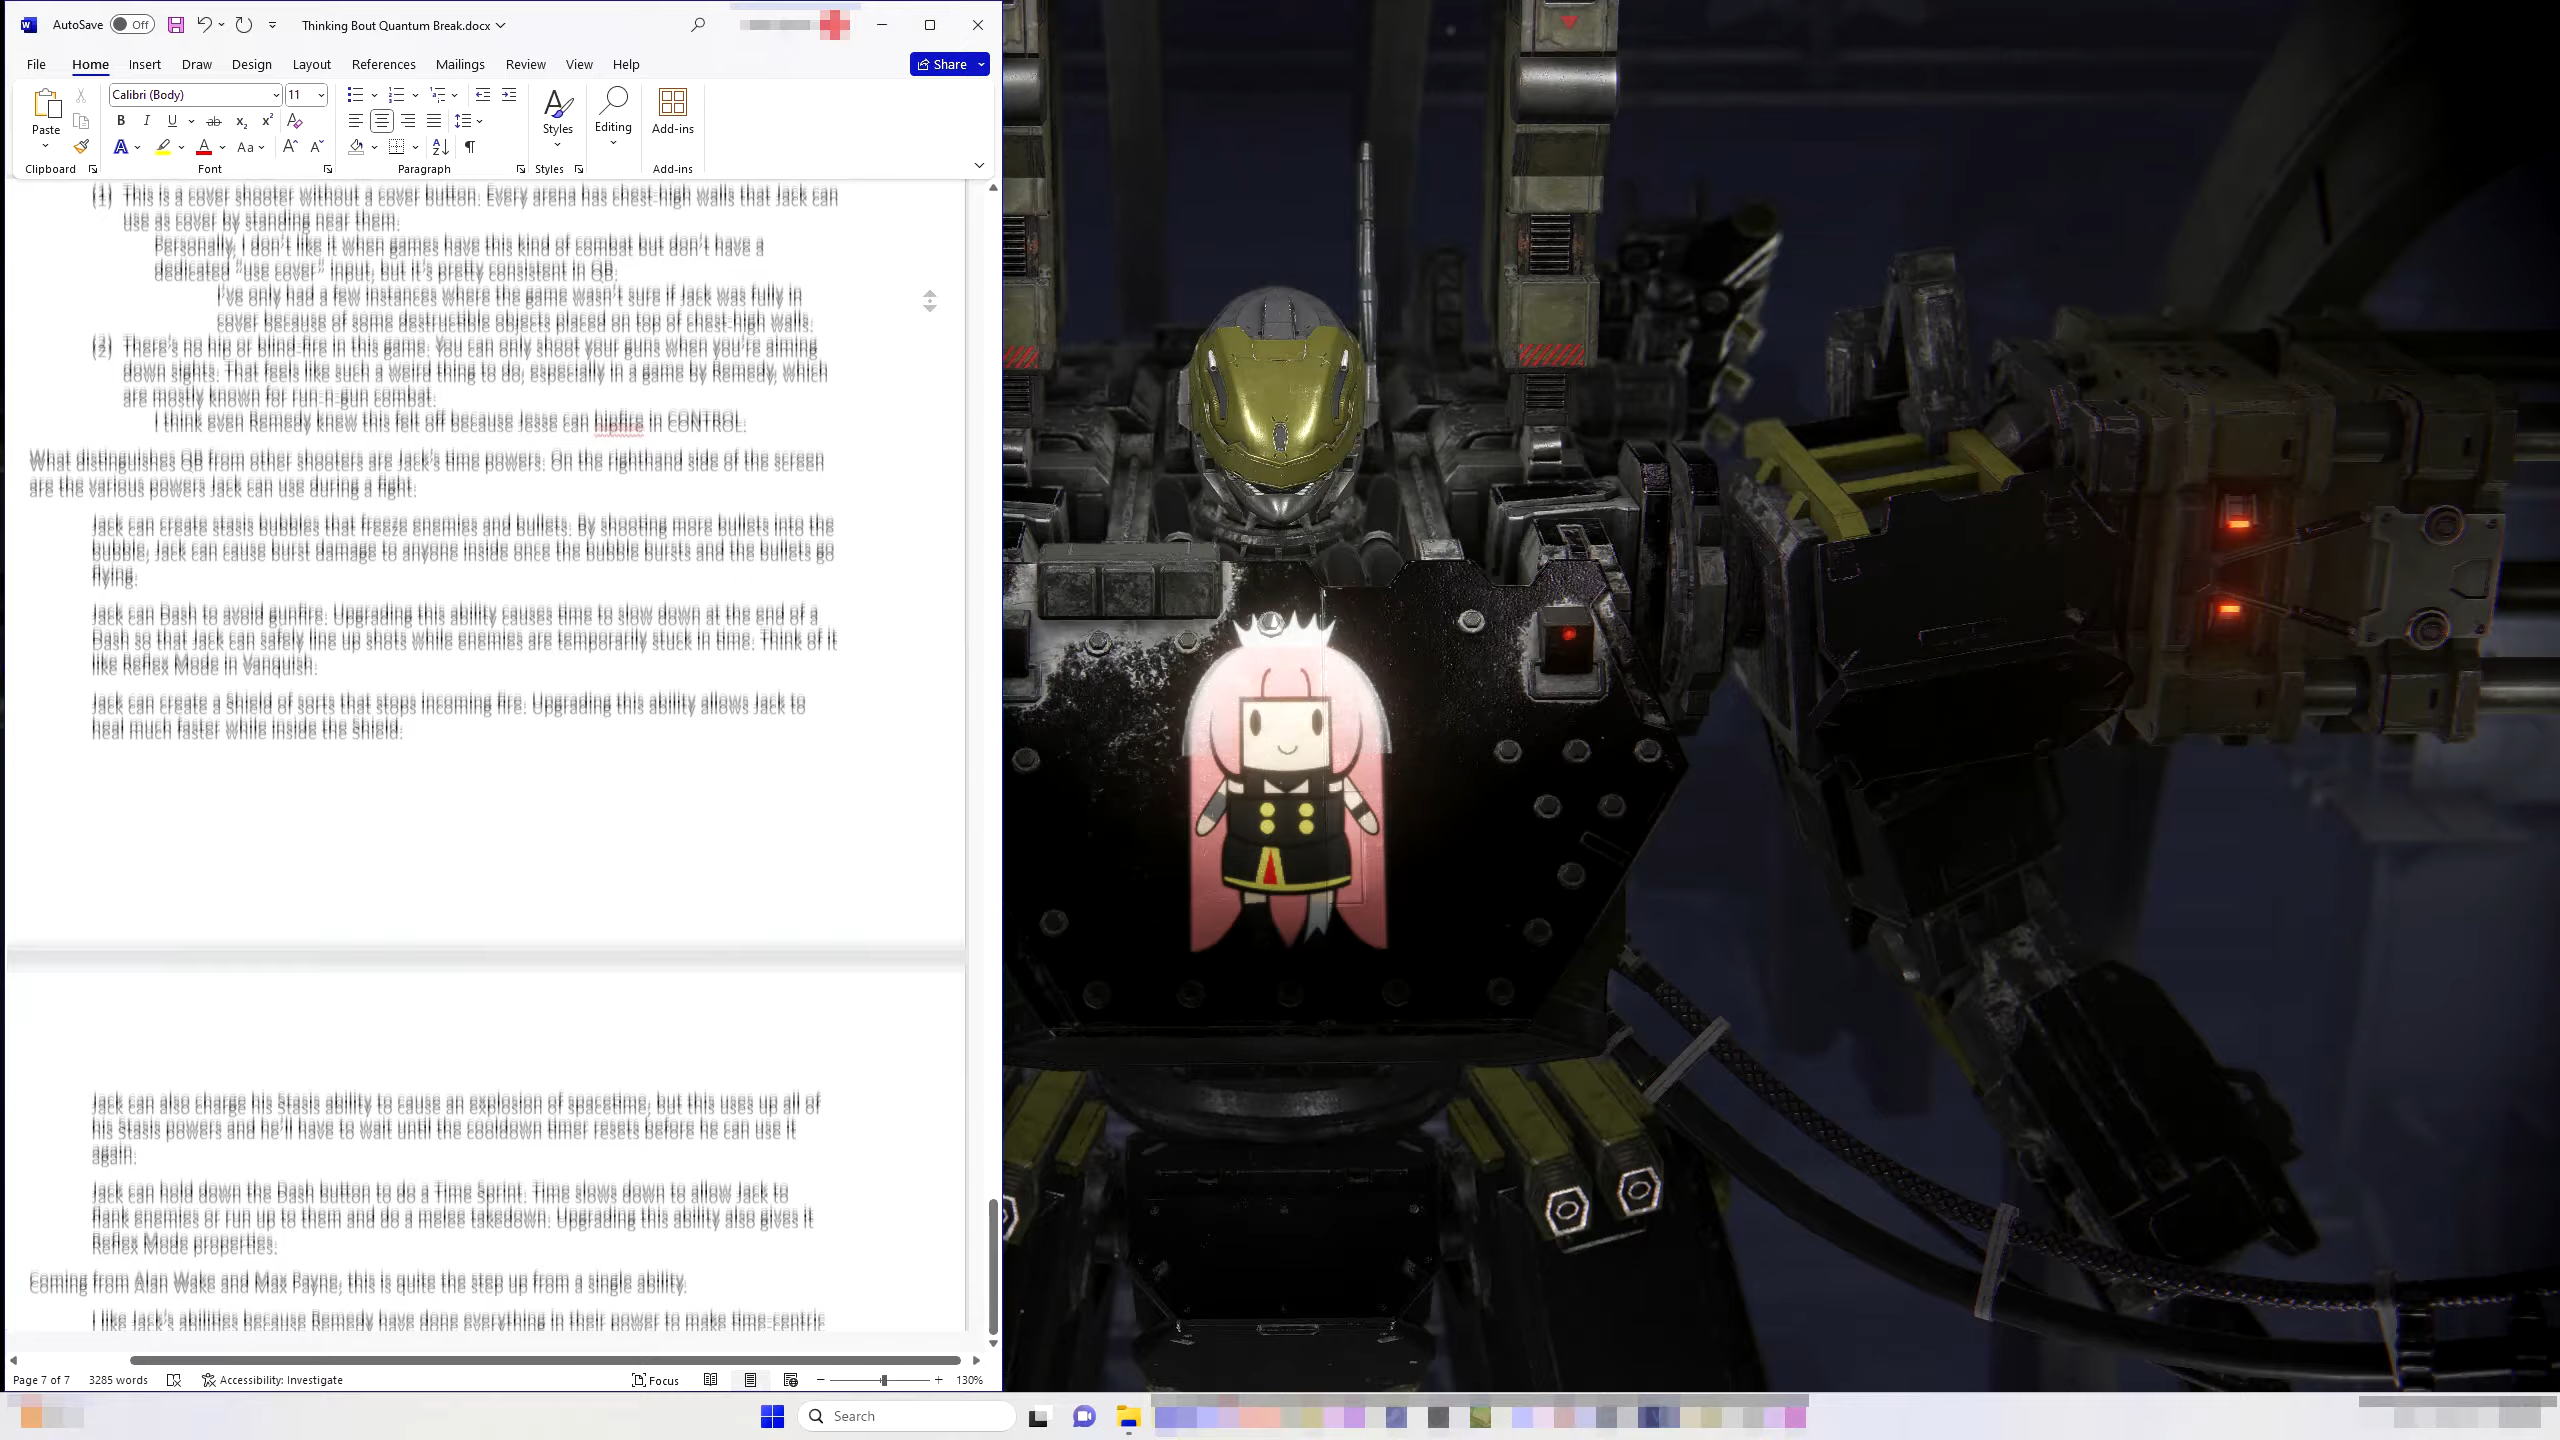 AutoSave Off Thinking Bout Quantum Break.docx
File Home Insert Draw Design Layout References Mailings Review View Help Share
Calibri (Body) 11
Paste
Styles
Editing
Add-ins
B I U ab x₂ x² A
A A Aa A A
Clipboard Font Paragraph Styles Add-ins
(1) This is a cover shooter without a cover button. Every arena has chest-high walls that Jack can
use as cover by standing near them.
Personally, I don't like it when games have this kind of combat but don't have a
dedicated "use cover" input, but it's pretty consistent in QB.
I've only had a few instances where the game wasn't sure if Jack was fully in
cover because of some destructible objects placed on top of chest-high walls.
(2) There's no hip or blind-fire in this game. You can only shoot your guns when you're aiming
down sights. That feels like such a weird thing to do, especially in a game by Remedy, which
are mostly known for run-n-gun combat.
I think even Remedy knew this felt off because Jesse can hipfire in CONTROL.
What distinguishes QB from other shooters are Jack's time powers. On the righthand side of the screen
are the various powers Jack can use during a fight.
Jack can create stasis bubbles that freeze enemies and bullets. By shooting more bullets into the
bubble, Jack can cause burst damage to anyone inside once the bubble bursts and the bullets go
flying.
Jack can Dash to avoid gunfire. Upgrading this ability causes time to slow down at the end of a
Dash so that Jack can safely line up shots while enemies are temporarily stuck in time. Think of it
like Reflex Mode in Vanquish.
Jack can create a Shield of sorts that stops incoming fire. Upgrading this ability allows Jack to
heal much faster while inside the Shield.
Jack can also charge his Stasis ability to cause an explosion of spacetime, but this uses up all of
his Stasis powers and he'll have to wait until the cooldown timer resets before he can use it
again.
Jack can hold down the Dash button to do a Time Sprint. Time slows down to allow Jack to
flank enemies or run up to them and do a melee takedown. Upgrading this ability also gives it
Reflex Mode properties.
Coming from Alan Wake and Max Payne, this is quite the step up from a single ability.
I like Jack's abilities because Remedy have done everything in their power to make time-centric
Page 7 of 7 3285 words Accessibility: Investigate Focus 130%
Search